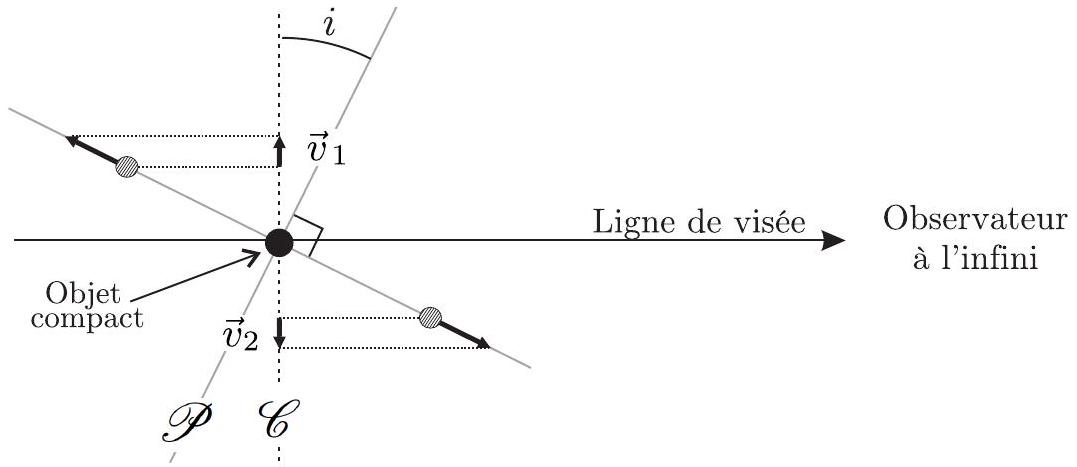 i
v⃗₁
Ligne de visée
Observateur
à l'infini
Objet
compact
v⃗₂
𝒫
𝒞